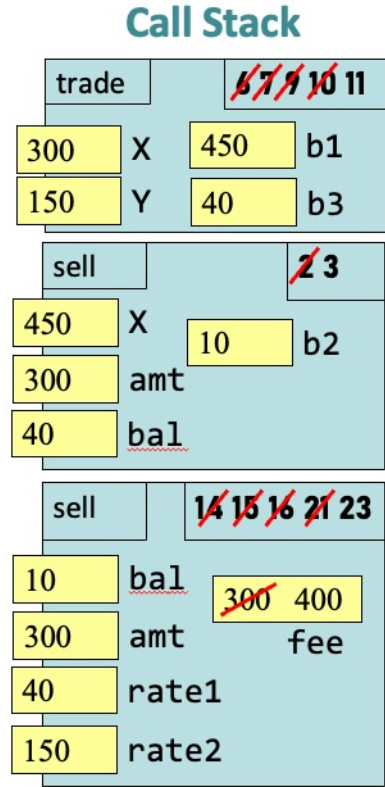 Call Stack
trade 6 7 9 10 11
300 X 450 b1
150 Y 40 b3
sell 2 3
450 X
10 b2
300 amt
40 bal
sell 14 15 16 21 23
10 bal
300 400
300 amt fee
40 rate1
150 rate2